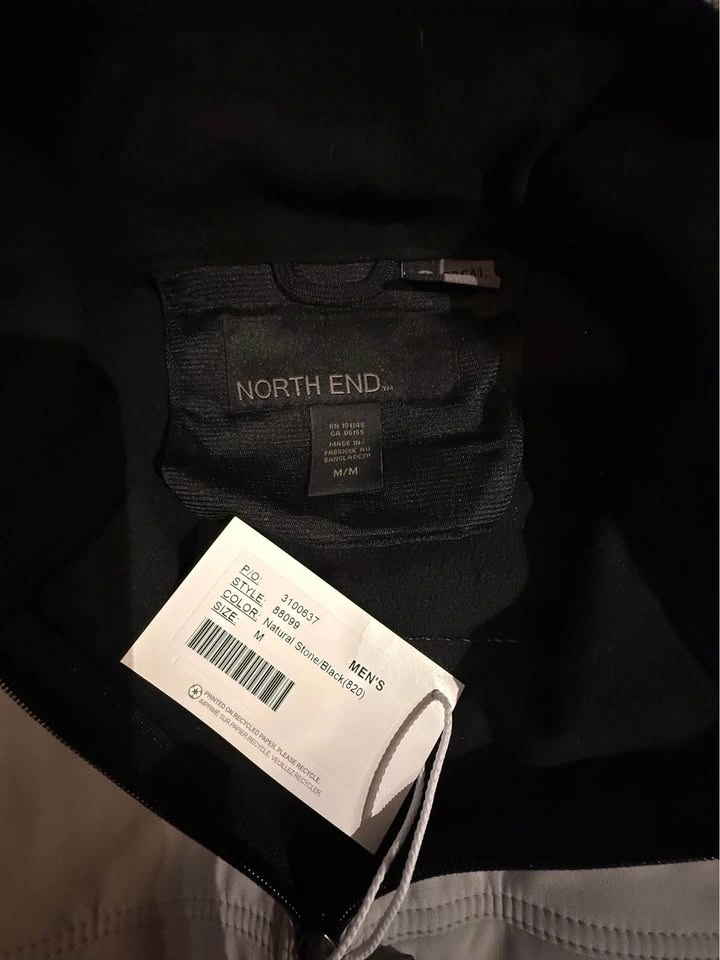 NORTH END™
RN 104146
CA 05155
MADE IN/
FABRIQUÉ AU
BANGLADESH
M/M
P/O: 3100637
STYLE: 88099
COLOR: Natural Stone/Black(820)
SIZE: M
MEN'S
PRINTED ON RECYCLED PAPER, PLEASE RECYCLE.
IMPRIMÉ SUR PAPIER RECYCLÉ, VEUILLEZ RECYCLER.